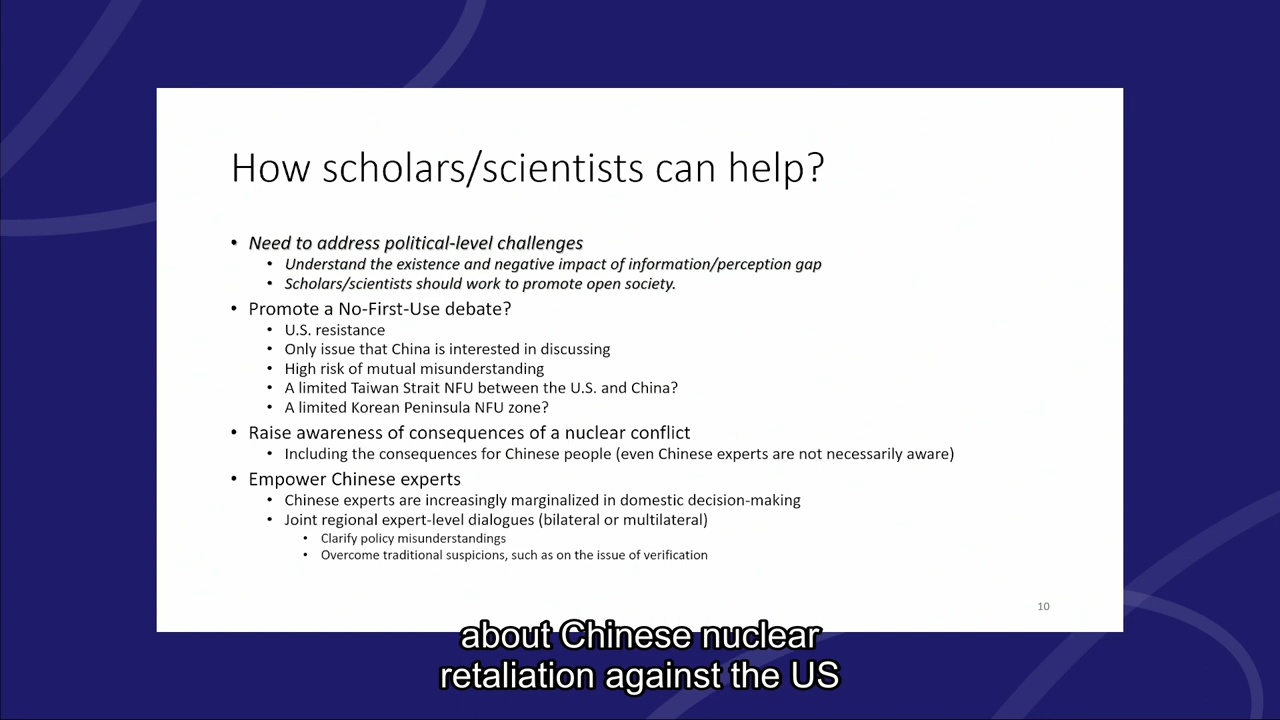 How scholars/scientists can help?
• Need to address political-level challenges
• Understand the existence and negative impact of information/perception gap
• Scholars/scientists should work to promote open society.
• Promote a No-First-Use debate?
• U.S. resistance
• Only issue that China is interested in discussing
• High risk of mutual misunderstanding
• A limited Taiwan Strait NFU between the U.S. and China?
• A limited Korean Peninsula NFU zone?
• Raise awareness of consequences of a nuclear conflict
• Including the consequences for Chinese people (even Chinese experts are not necessarily aware)
• Empower Chinese experts
• Chinese experts are increasingly marginalized in domestic decision-making
• Joint regional expert-level dialogues (bilateral or multilateral)
• Clarify policy misunderstandings
• Overcome traditional suspicions, such as on the issue of verification
10
about Chinese nuclear
retaliation against the US